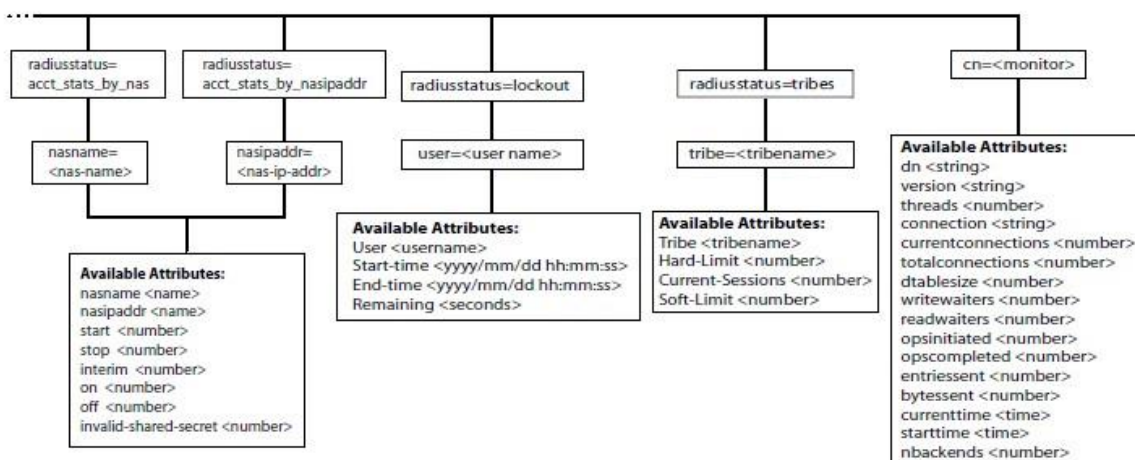 radiusstatus=
acct_stats_by_nas
radiusstatus=
acct_stats_by_nasipaddr
radiusstatus=lockout
radiusstatus=tribes
cn=<monitor>
nasname=
<nas-name>
nasipaddr=
<nas-ip-addr>
user=<user name>
tribe=<tribename>
Available Attributes:
nasname <name>
nasipaddr <name>
start <number>
stop <number>
interim <number>
on <number>
off <number>
invalid-shared-secret <number>
Available Attributes:
User <username>
Start-time <yyyy/mm/dd hh:mm:ss>
End-time <yyyy/mm/dd hh:mm:ss>
Remaining <seconds>
Available Attributes:
Tribe <tribename>
Hard-Limit <number>
Current-Sessions <number>
Soft-Limit <number>
Available Attributes:
dn <string>
version <string>
threads <number>
connection <string>
currentconnections <number>
totalconnections <number>
dtablesize <number>
writewaiters <number>
readwaiters <number>
opsinitiated <number>
opscompleted <number>
entriessent <number>
bytessent <number>
currenttime <time>
starttime <time>
nbackends <number>